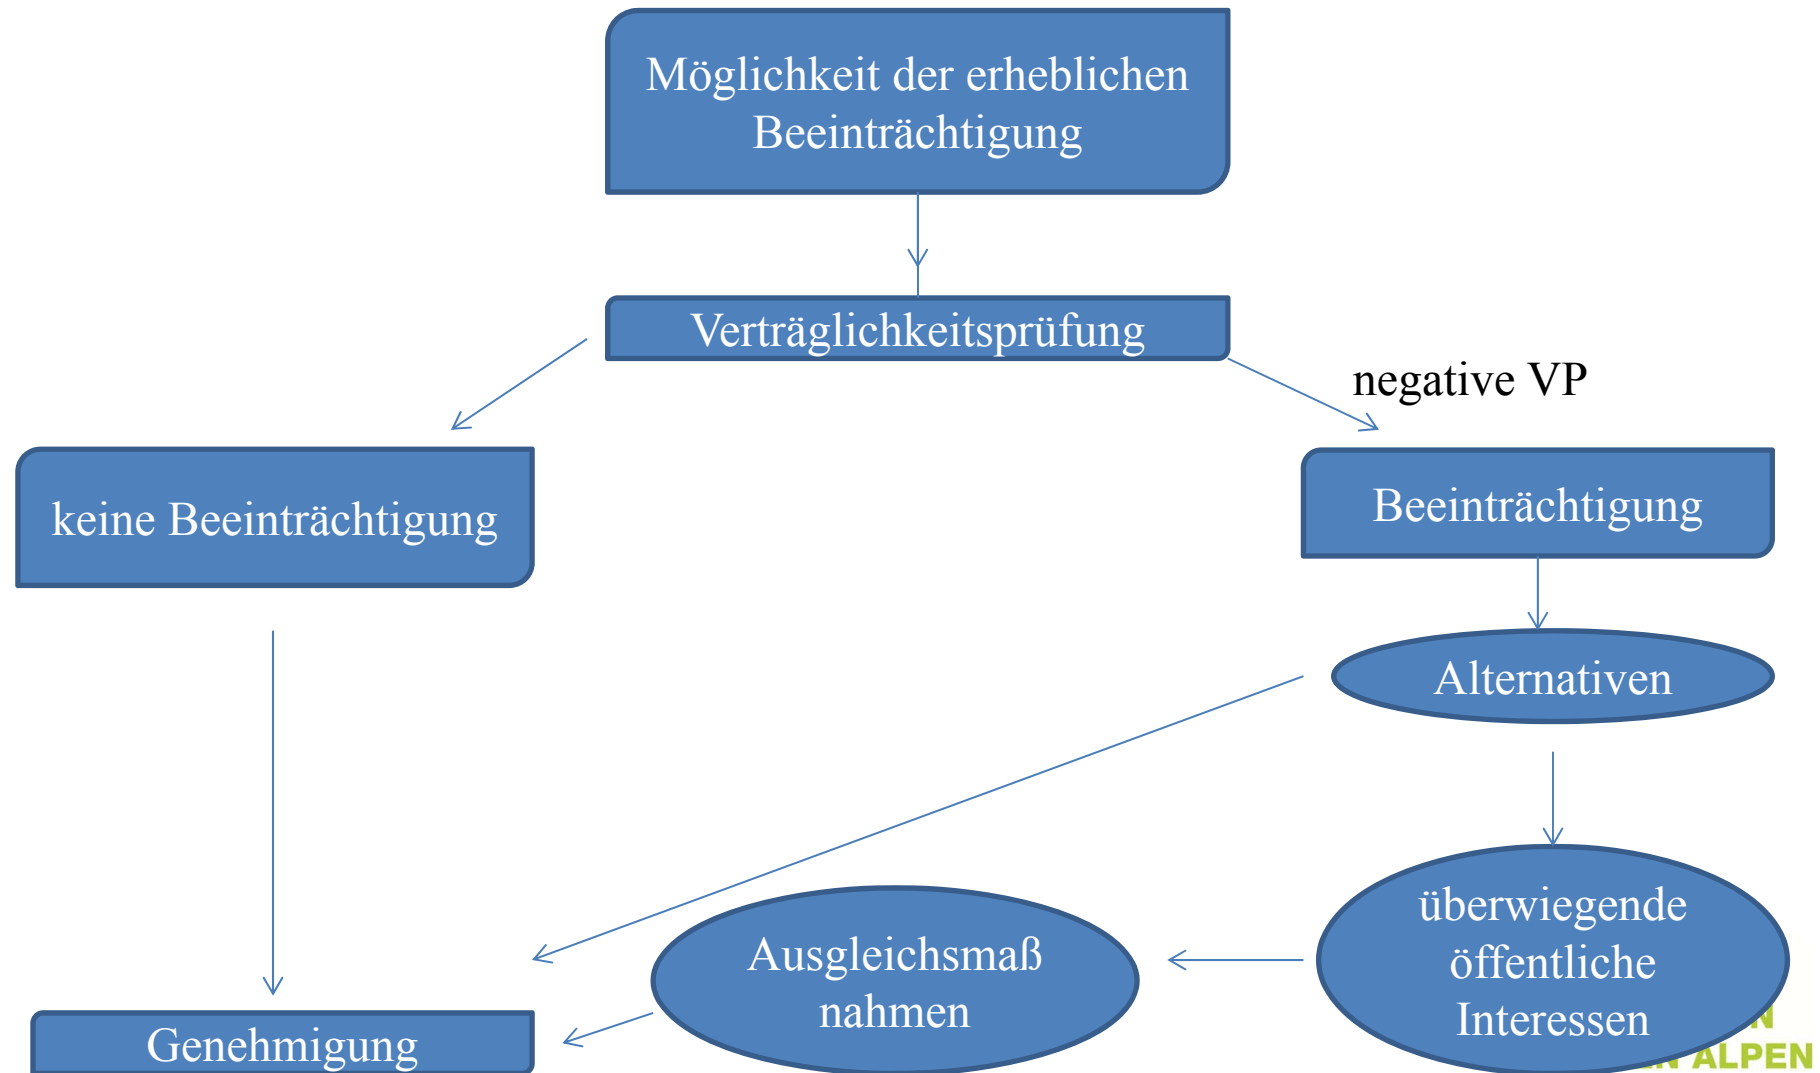 Möglichkeit der erheblichen
Beeinträchtigung
Verträglichkeitsprüfung
negative VP
keine Beeinträchtigung
Beeinträchtigung
Alternativen
überwiegende
öffentliche
Interessen
Ausgleichsmaß
nahmen
Genehmigung
ALPEN